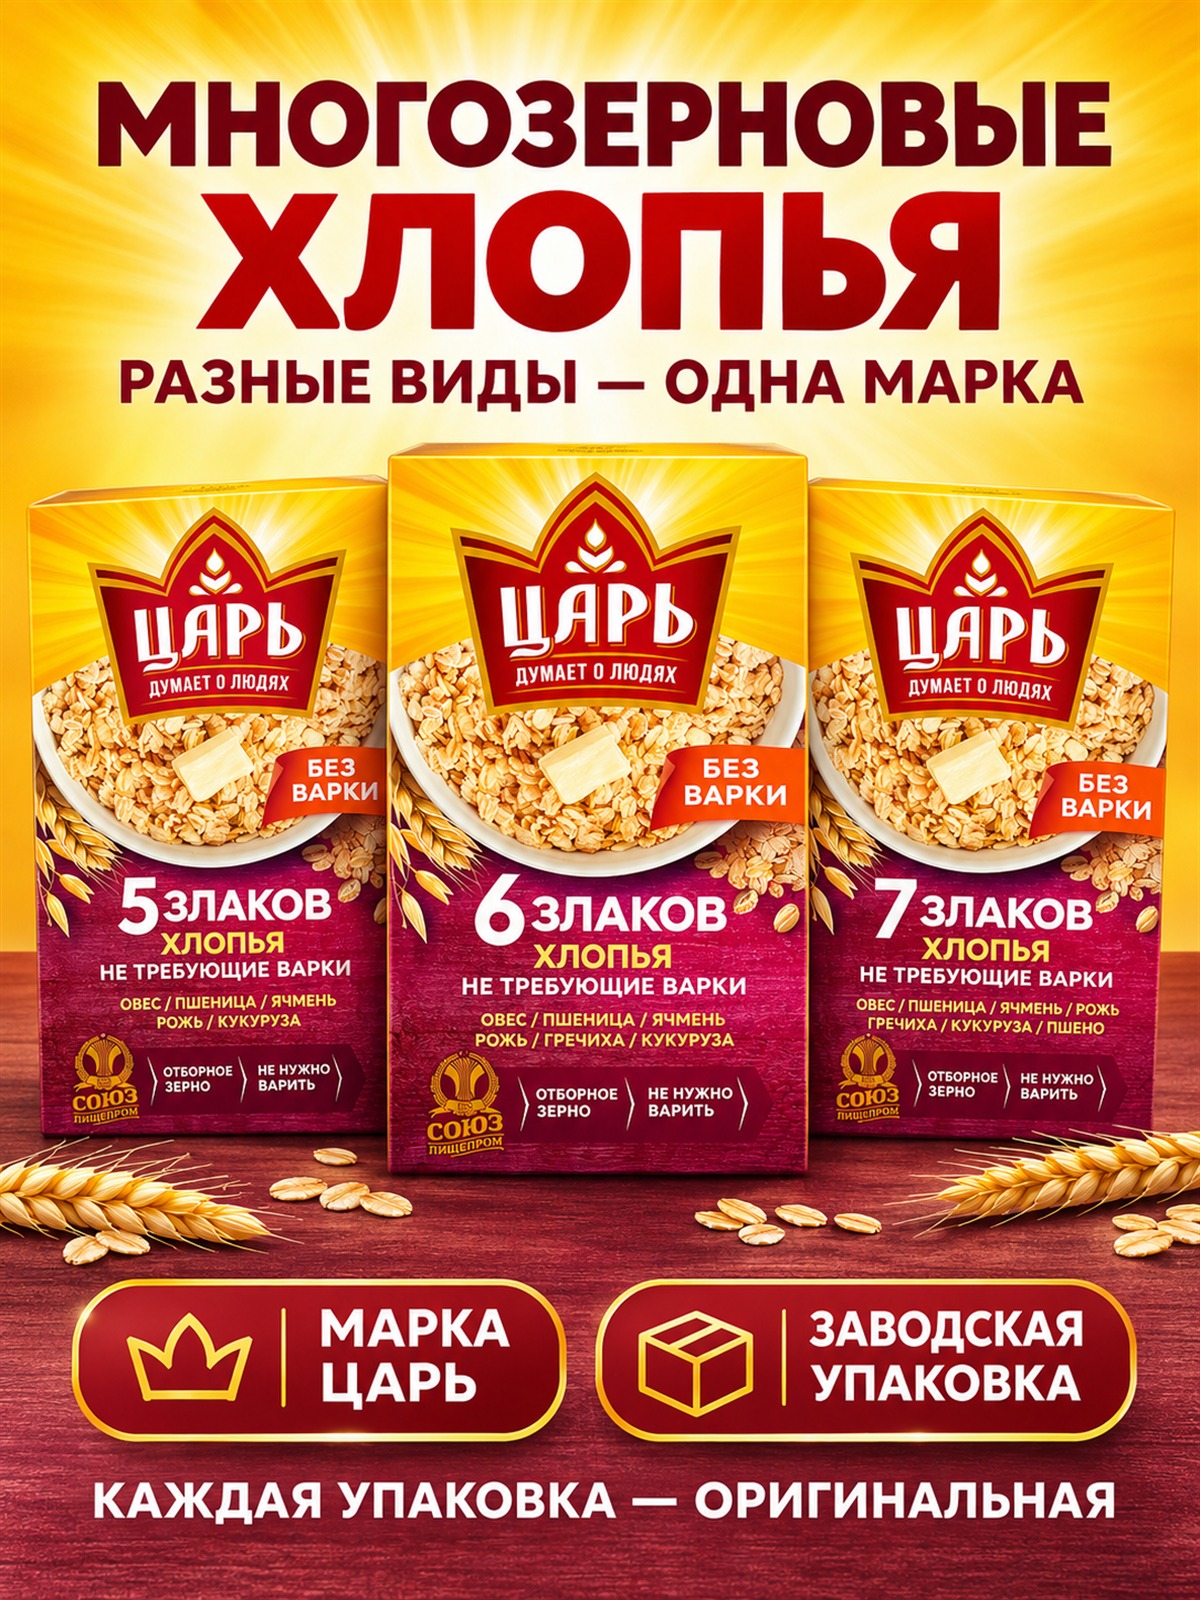 МНОГОЗЕРНОВЫЕ
ХЛОПЬЯ
РАЗНЫЕ ВИДЫ — ОДНА МАРКА
ЦАРЬ
ДУМАЕТ О ЛЮДЯХ
БЕЗ
ВАРКИ
5 ЗЛАКОВ
ХЛОПЬЯ
НЕ ТРЕБУЮЩИЕ ВАРКИ
ОВЕС / ПШЕНИЦА / ЯЧМЕНЬ
РОЖЬ / КУКУРУЗА
СОЮЗ
ПИЩЕПРОМ
ОТБОРНОЕ
ЗЕРНО
НЕ НУЖНО
ВАРИТЬ
ЦАРЬ
ДУМАЕТ О ЛЮДЯХ
БЕЗ
ВАРКИ
6 ЗЛАКОВ
ХЛОПЬЯ
НЕ ТРЕБУЮЩИЕ ВАРКИ
ОВЕС / ПШЕНИЦА / ЯЧМЕНЬ
РОЖЬ / ГРЕЧИХА / КУКУРУЗА
СОЮЗ
ПИЩЕПРОМ
ОТБОРНОЕ
ЗЕРНО
НЕ НУЖНО
ВАРИТЬ
ЦАРЬ
ДУМАЕТ О ЛЮДЯХ
БЕЗ
ВАРКИ
7 ЗЛАКОВ
ХЛОПЬЯ
НЕ ТРЕБУЮЩИЕ ВАРКИ
ОВЕС / ПШЕНИЦА / ЯЧМЕНЬ / РОЖЬ
ГРЕЧИХА / КУКУРУЗА / ПШЕНО
СОЮЗ
ПИЩЕПРОМ
ОТБОРНОЕ
ЗЕРНО
НЕ НУЖНО
ВАРИТЬ
МАРКА
ЦАРЬ
ЗАВОДСКАЯ
УПАКОВКА
КАЖДАЯ УПАКОВКА — ОРИГИНАЛЬНАЯ